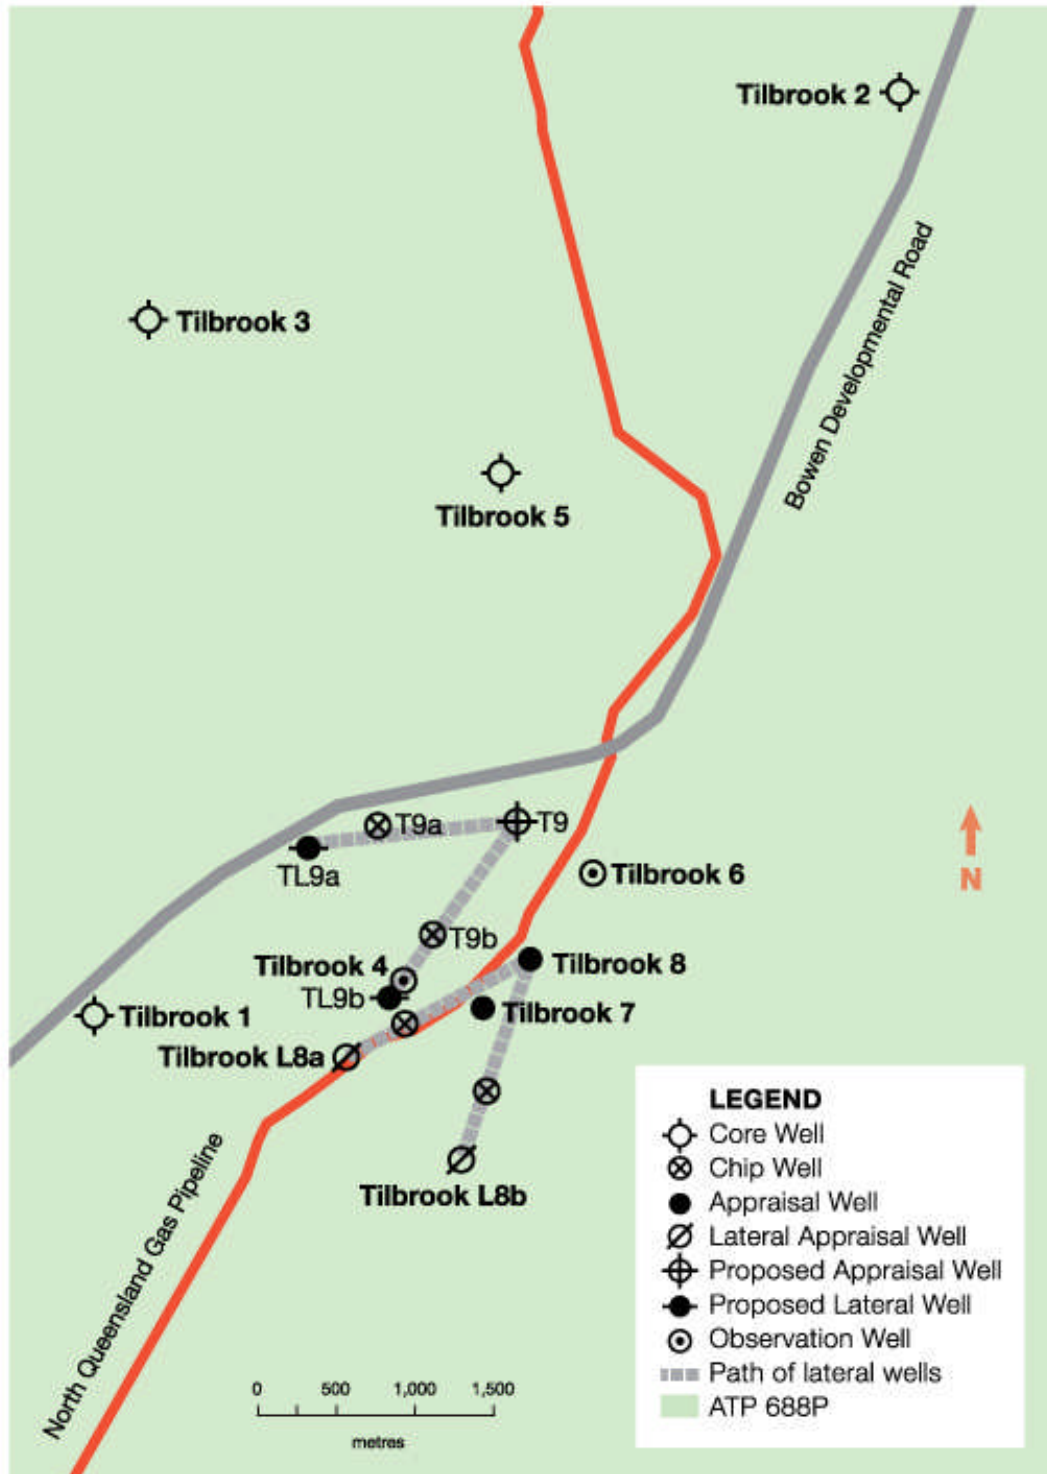 Tilbrook 2
Bowen Developmental Road
Tilbrook 3
Tilbrook 5
T9a
T9
TL9a
Tilbrook 6
T9b
Tilbrook 4
Tilbrook 8
TL9b
Tilbrook 7
Tilbrook 1
Tilbrook L8a
Tilbrook L8b
N
North Queensland Gas Pipeline
0 500 1,000 1,500
metres
LEGEND
Core Well
Chip Well
Appraisal Well
Lateral Appraisal Well
Proposed Appraisal Well
Proposed Lateral Well
Observation Well
Path of lateral wells
ATP 688P